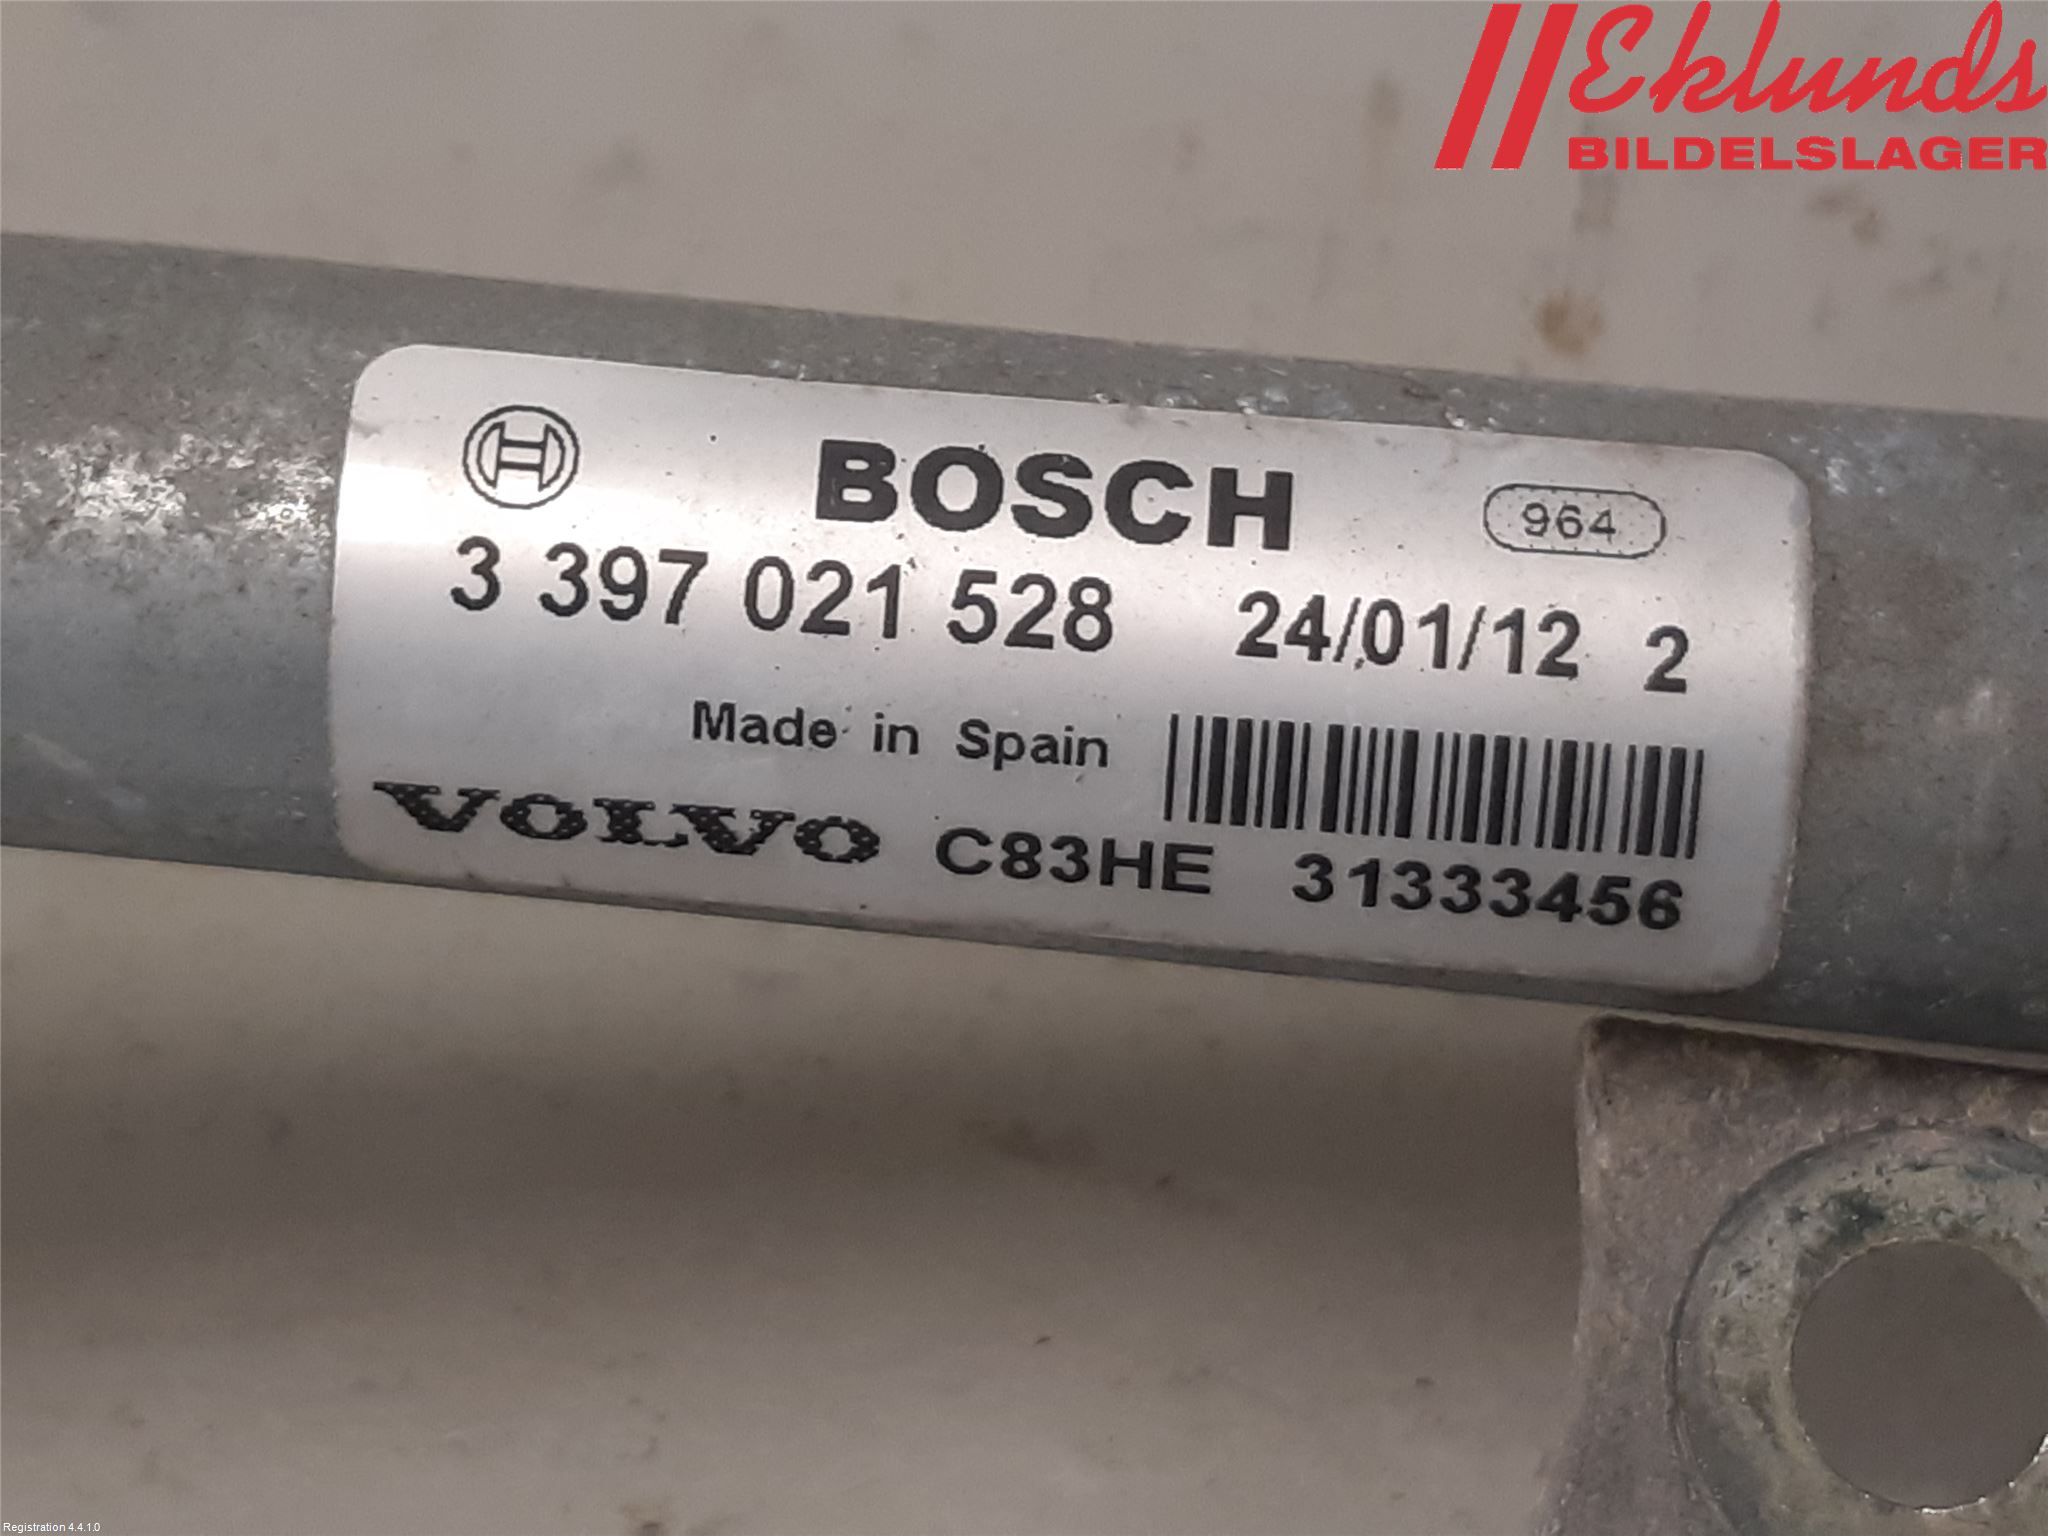 Eklunds
BILDELSLAGER
BOSCH 964
3 397 021 528 24/01/12 2
Made in Spain
VOLVO C83HE 31333456
Registration 4.4.1.0